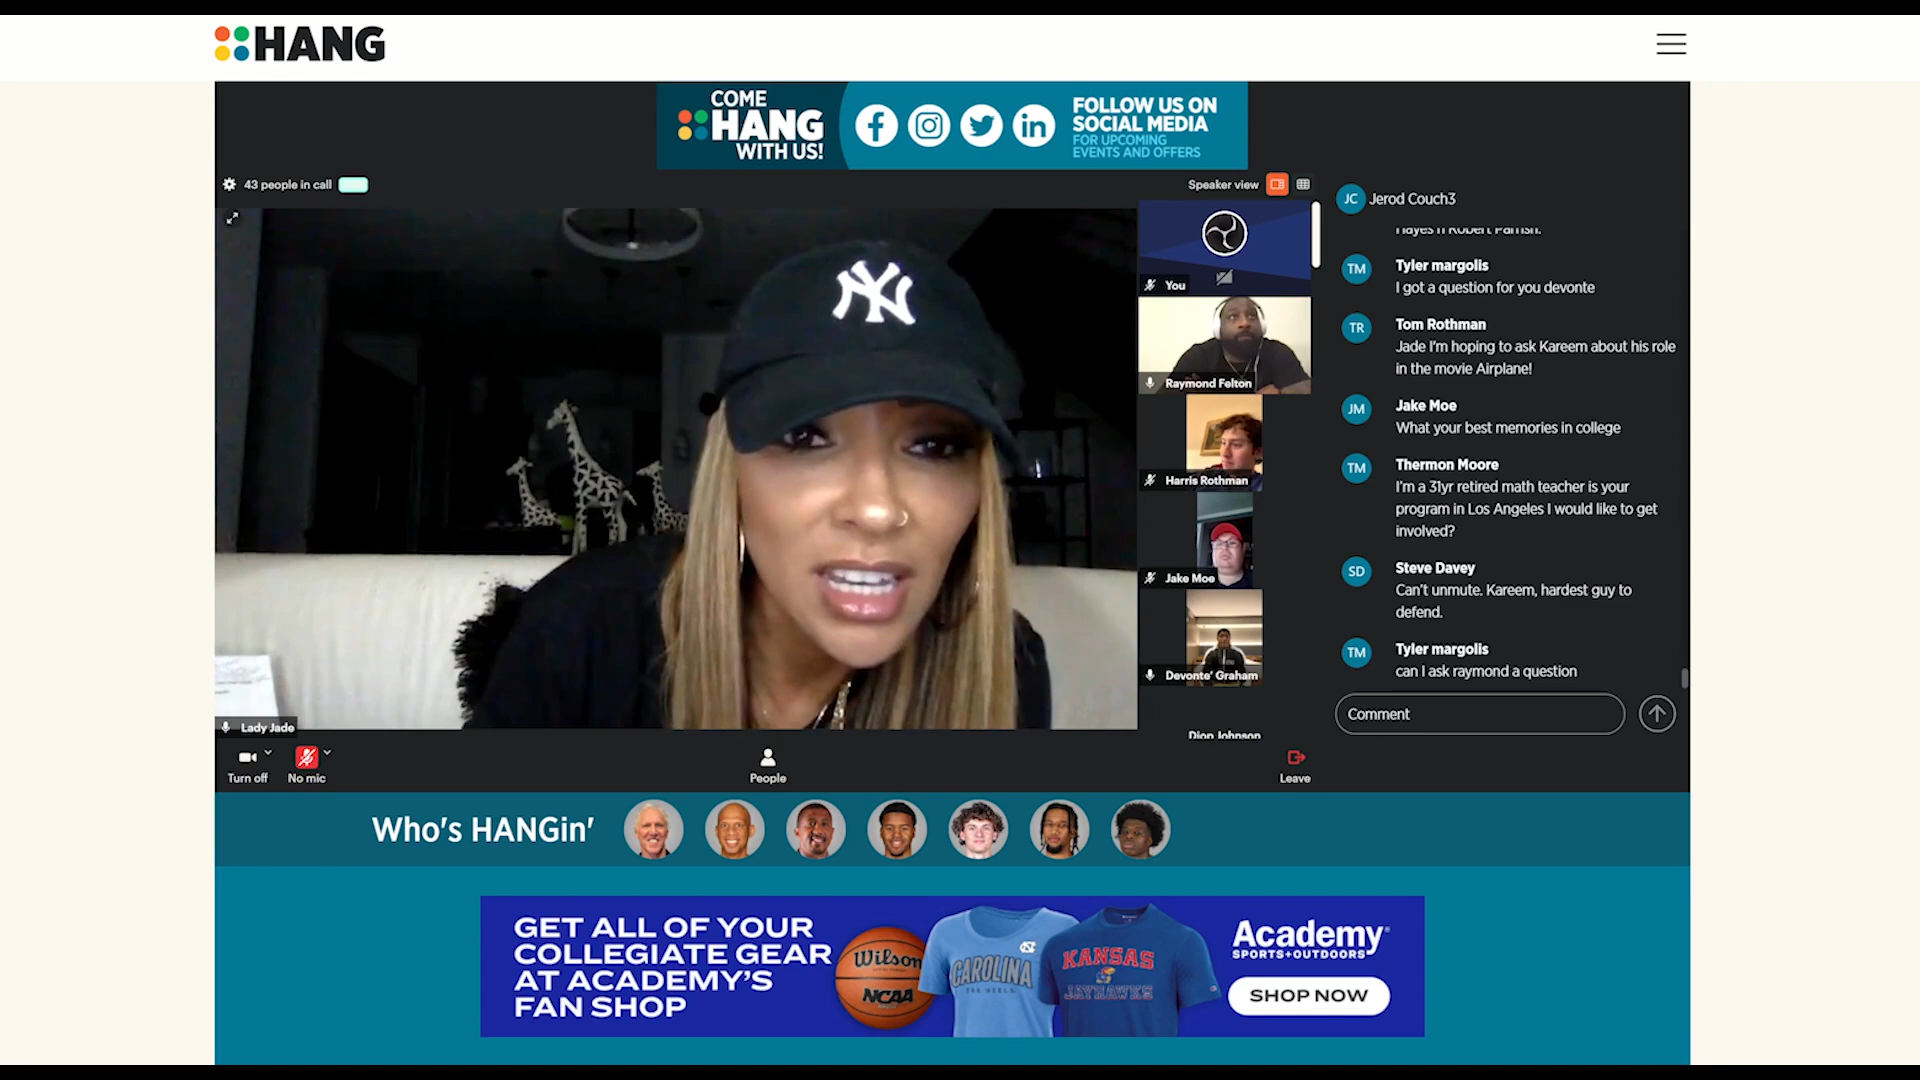 HANG
COME
HANG
WITH US!
FOLLOW US ON
SOCIAL MEDIA
FOR UPCOMING
EVENTS AND OFFERS
43 people in call
Speaker view
NY
Lady Jade
You
Raymond Felton
Harris Rothman
Jake Moe
Devonte' Graham
Dion Johnson
JC Jerod Couch3
Hayes n Robert Parrish.
TM Tyler margolis
I got a question for you devonte
TR Tom Rothman
Jade I'm hoping to ask Kareem about his role
in the movie Airplane!
JM Jake Moe
What your best memories in college
TM Thermon Moore
I'm a 31yr retired math teacher is your
program in Los Angeles I would like to get
involved?
SD Steve Davey
Can't unmute. Kareem, hardest guy to
defend.
TM Tyler margolis
can I ask raymond a question
Comment
Turn off
No mic
People
Leave
Who's HANGin'
GET ALL OF YOUR
COLLEGIATE GEAR
AT ACADEMY'S
FAN SHOP
Wilson
NCAA
NC
CAROLINA
TAR HEELS
KANSAS
JAYHAWKS
Academy
SPORTS+OUTDOORS
SHOP NOW